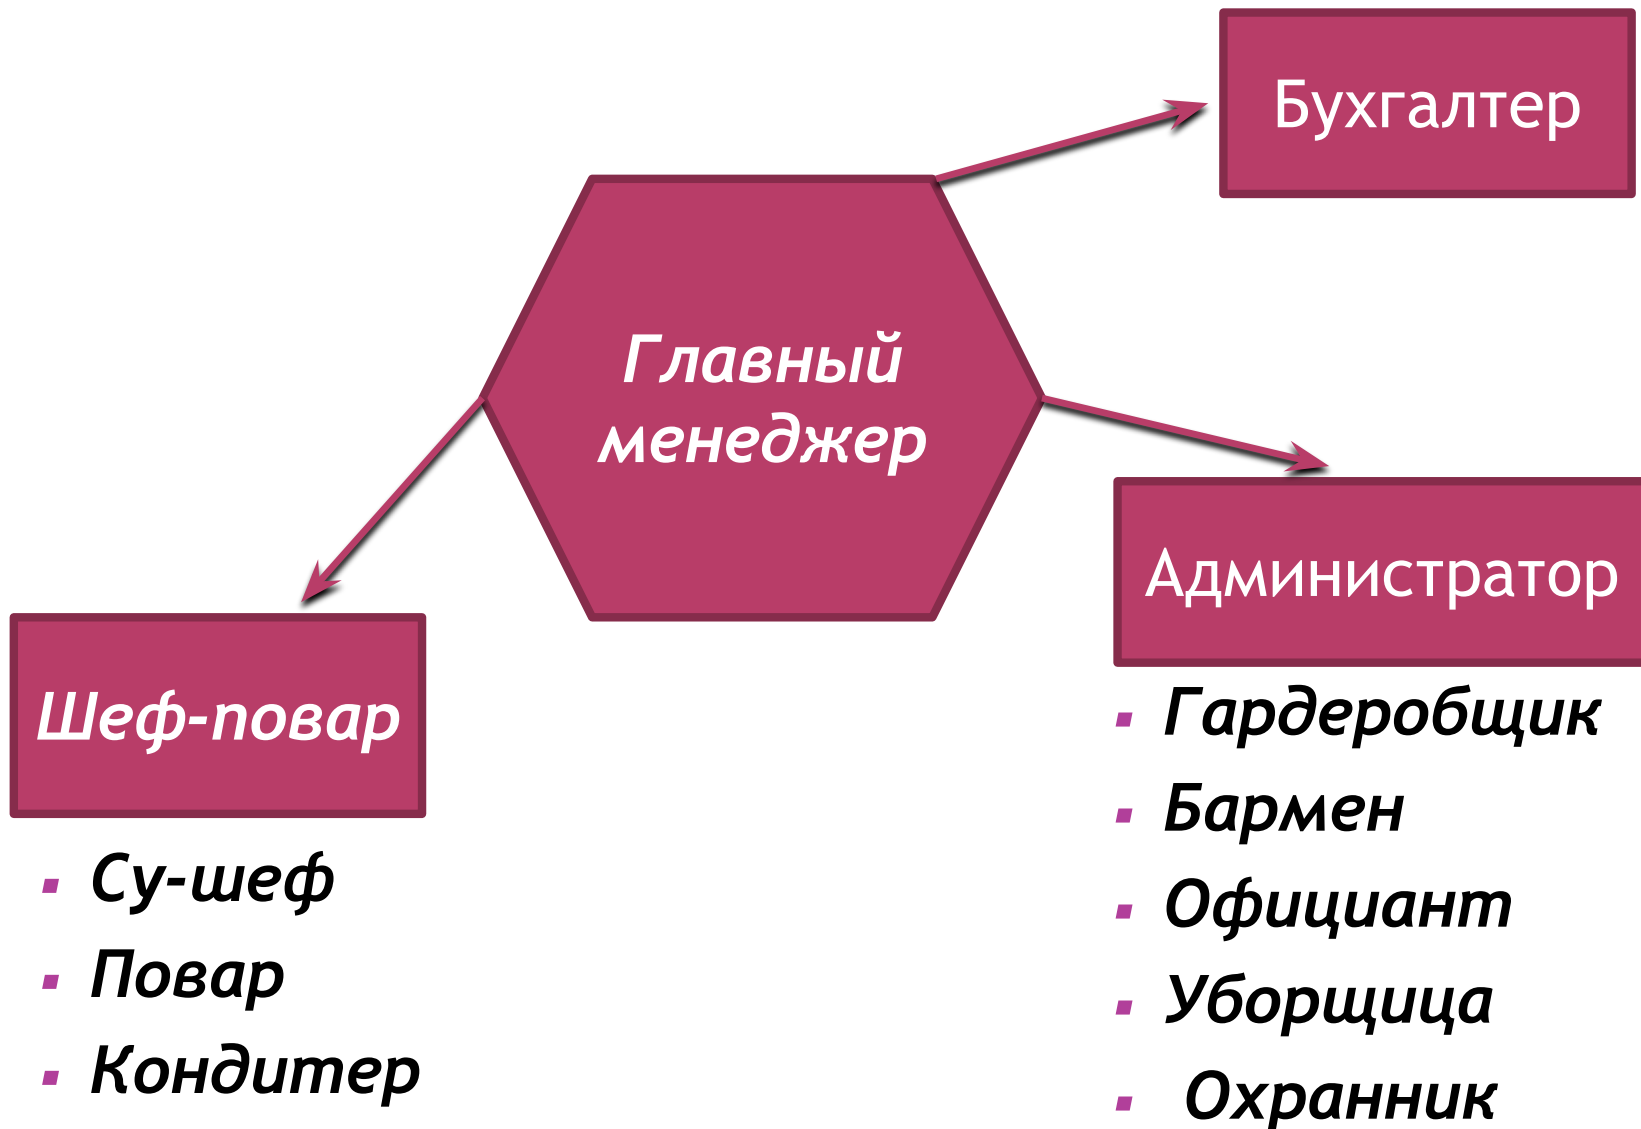 Бухгалтер
Главный
менеджер
Администратор
Шеф-повар
Гардеробщик
Бармен
Официант
Уборщица
Охранник
Су-шеф
Повар
Кондитер